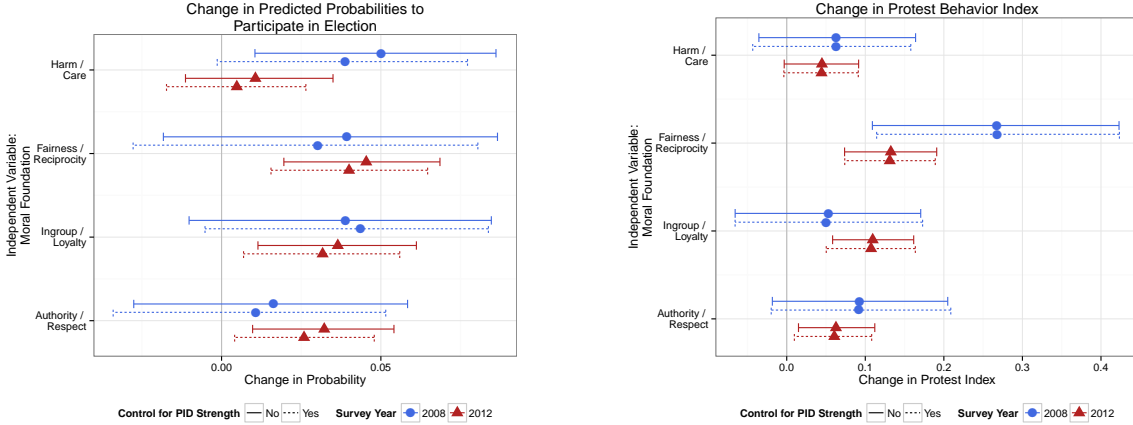 Change in Predicted Probabilities to
Participate in Election
Independent Variable:
Moral Foundation
Harm /
Care
Fairness /
Reciprocity
Ingroup /
Loyalty
Authority /
Respect
0.00 0.05
Change in Probability
Control for PID Strength No Yes Survey Year 2008 2012
Change in Protest Behavior Index
Independent Variable:
Moral Foundation
Harm /
Care
Fairness /
Reciprocity
Ingroup /
Loyalty
Authority /
Respect
0.0 0.1 0.2 0.3 0.4
Change in Protest Index
Control for PID Strength No Yes Survey Year 2008 2012